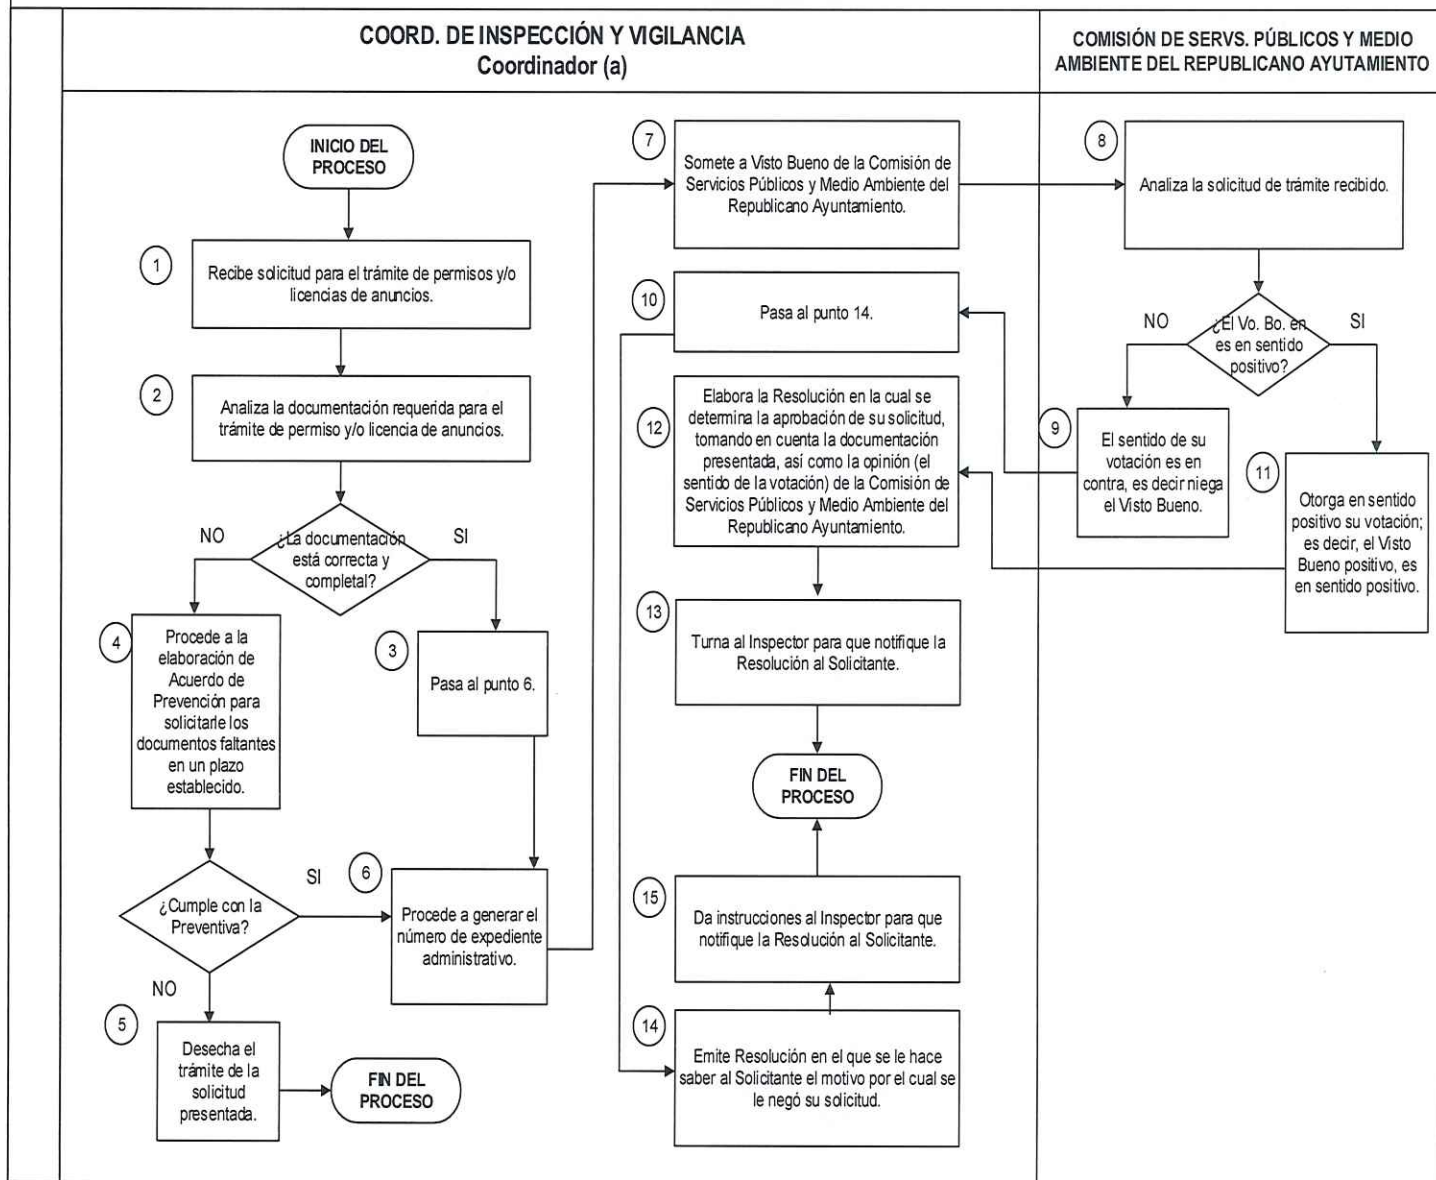 COORD. DE INSPECCIÓN Y VIGILANCIA
Coordinador (a)
COMISIÓN DE SERVS. PÚBLICOS Y MEDIO
AMBIENTE DEL REPUBLICANO AYUTAMIENTO
INICIO DEL
PROCESO
1
Recibe solicitud para el trámite de permisos y/o
licencias de anuncios.
2
Analiza la documentación requerida para el
trámite de permiso y/o licencia de anuncios.
¿La documentación
está correcta y
completal?
NO
SI
3
Pasa al punto 6.
4
Procede a la
elaboración de
Acuerdo de
Prevención para
solicitarle los
documentos faltantes
en un plazo
establecido.
¿Cumple con la
Preventiva?
SI
NO
5
Desecha el
trámite de la
solicitud
presentada.
FIN DEL
PROCESO
6
Procede a generar el
número de expediente
administrativo.
7
Somete a Visto Bueno de la Comisión de
Servicios Públicos y Medio Ambiente del
Republicano Ayuntamiento.
8
Analiza la solicitud de trámite recibido.
¿El Vo. Bo. en
es en sentido
positivo?
NO
SI
9
El sentido de su
votación es en
contra, es decir niega
el Visto Bueno.
10
Pasa al punto 14.
11
Otorga en sentido
positivo su votación;
es decir, el Visto
Bueno positivo, es
en sentido positivo.
12
Elabora la Resolución en la cual se
determina la aprobación de su solicitud,
tomando en cuenta la documentación
presentada, así como la opinión (el
sentido de la votación) de la Comisión de
Servicios Públicos y Medio Ambiente del
Republicano Ayuntamiento.
13
Turna al Inspector para que notifique la
Resolución al Solicitante.
FIN DEL
PROCESO
15
Da instrucciones al Inspector para que
notifique la Resolución al Solicitante.
14
Emite Resolución en el que se le hace
saber al Solicitante el motivo por el cual se
le negó su solicitud.